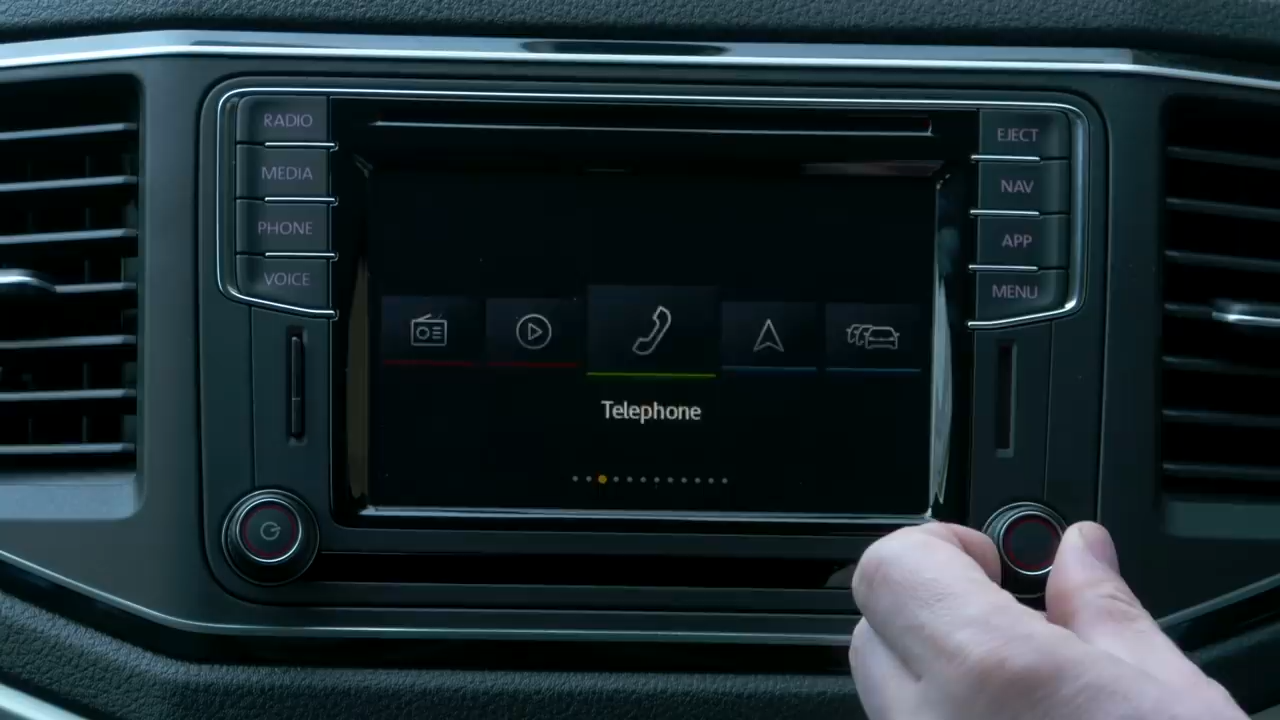 RADIO
MEDIA
PHONE
VOICE
EJECT
NAV
APP
MENU
Telephone